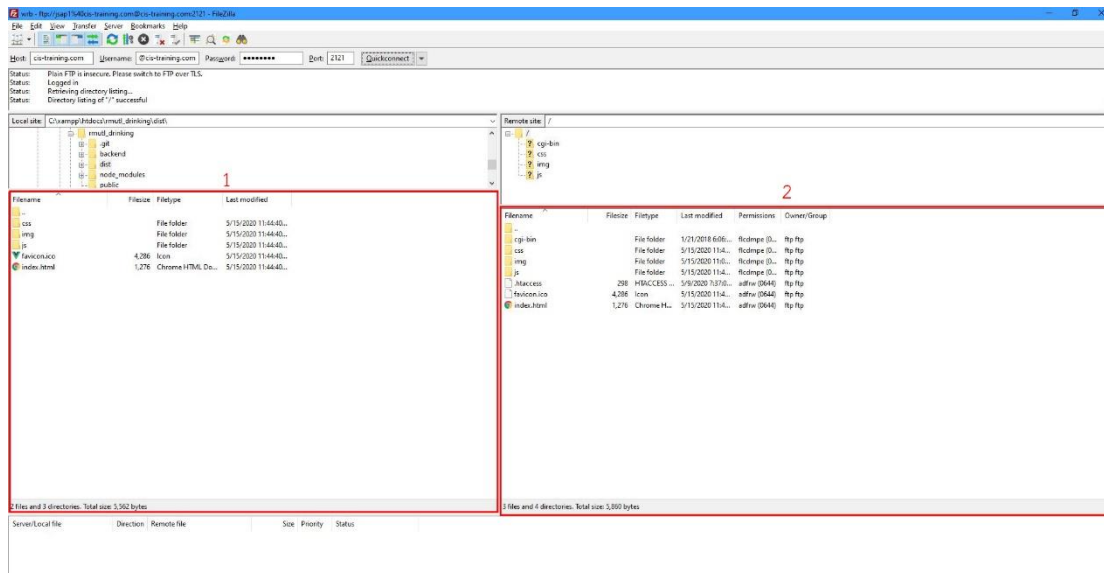 wrb - ftp://jsap1%40cis-training.com@cis-training.com:2121 - FileZilla
File Edit View Transfer Server Bookmarks Help
Host: cis-training.com Username: @cis-training.com Password: •••••••• Port: 2121 Quickconnect
Status: Plain FTP is insecure. Please switch to FTP over TLS.
Status: Logged in
Status: Retrieving directory listing...
Status: Directory listing of "/" successful
Local site: C:\xampp\htdocs\rmutl_drinking\dist\
rmutl_drinking
.git
backend
dist
node_modules
public
1
Filename Filesize Filetype Last modified
..
css File folder 5/15/2020 11:44:40...
img File folder 5/15/2020 11:44:40...
js File folder 5/15/2020 11:44:40...
favicon.ico 4,286 Icon 5/15/2020 11:44:40...
index.html 1,276 Chrome HTML Do... 5/15/2020 11:44:40...
2 files and 3 directories. Total size: 5,562 bytes
Remote site: /
/
cgi-bin
css
img
js
2
Filename Filesize Filetype Last modified Permissions Owner/Group
..
cgi-bin File folder 1/21/2018 6:06:... flcdmpe (0... ftp ftp
css File folder 5/15/2020 11:4... flcdmpe (0... ftp ftp
img File folder 5/15/2020 11:0... flcdmpe (0... ftp ftp
js File folder 5/15/2020 11:4... flcdmpe (0... ftp ftp
.htaccess 298 HTACCESS ... 5/9/2020 7:37:0... adfrw (0644) ftp ftp
favicon.ico 4,286 Icon 5/15/2020 11:4... adfrw (0644) ftp ftp
index.html 1,276 Chrome H... 5/15/2020 11:4... adfrw (0644) ftp ftp
3 files and 4 directories. Total size: 5,860 bytes
Server/Local file Direction Remote file Size Priority Status